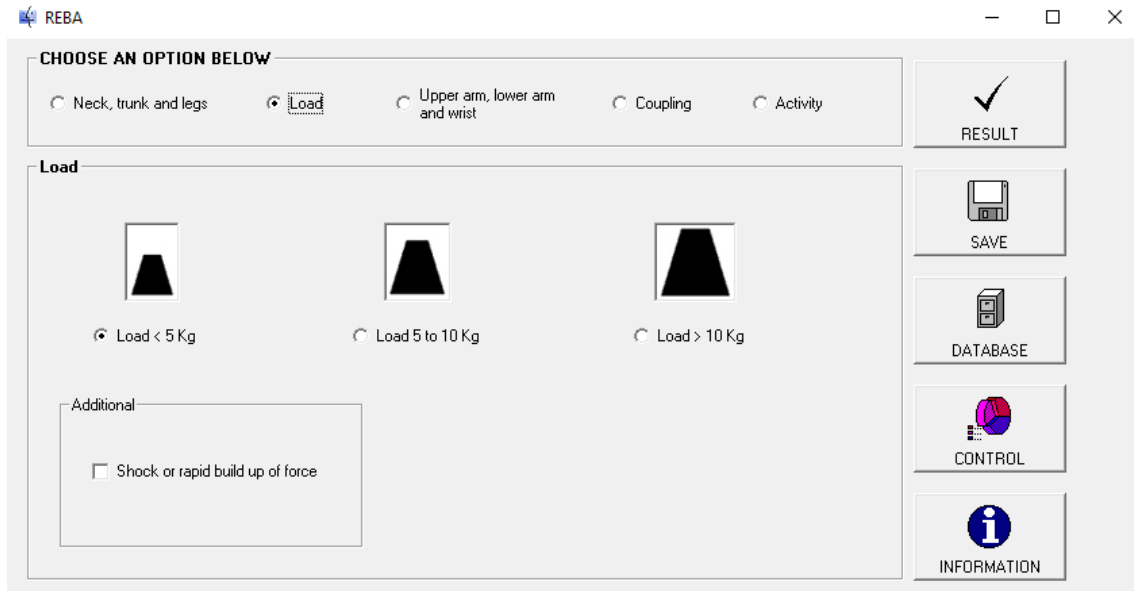 REBA
CHOOSE AN OPTION BELOW
Neck, trunk and legs
Load
Upper arm, lower arm
and wrist
Coupling
Activity
RESULT
Load
SAVE
Load < 5 Kg
Load 5 to 10 Kg
Load > 10 Kg
DATABASE
Additional
Shock or rapid build up of force
CONTROL
INFORMATION